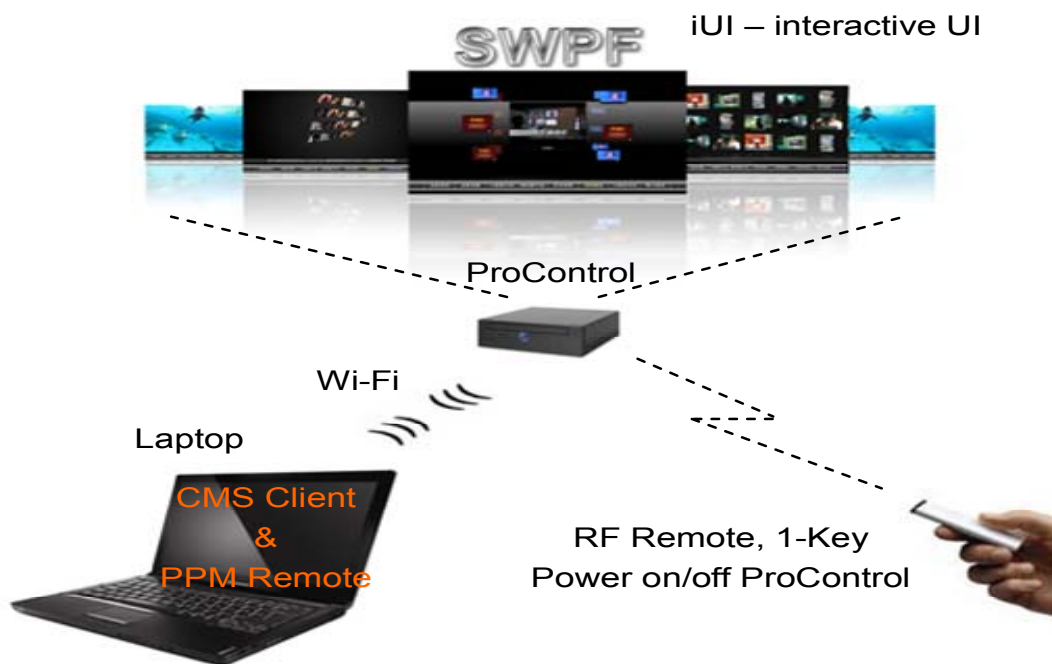 SWPF
iUI – interactive UI
ProControl
Wi-Fi
Laptop
CMS Client
&
PPM Remote
RF Remote, 1-Key
Power on/off ProControl